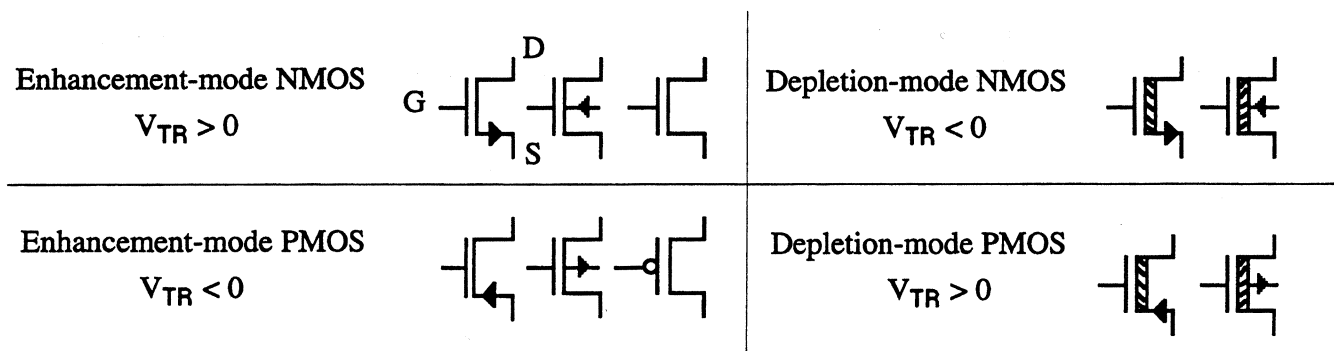 Enhancement-mode NMOS
V_TR > 0
G
D
S
Depletion-mode NMOS
V_TR < 0
Enhancement-mode PMOS
V_TR < 0
Depletion-mode PMOS
V_TR > 0